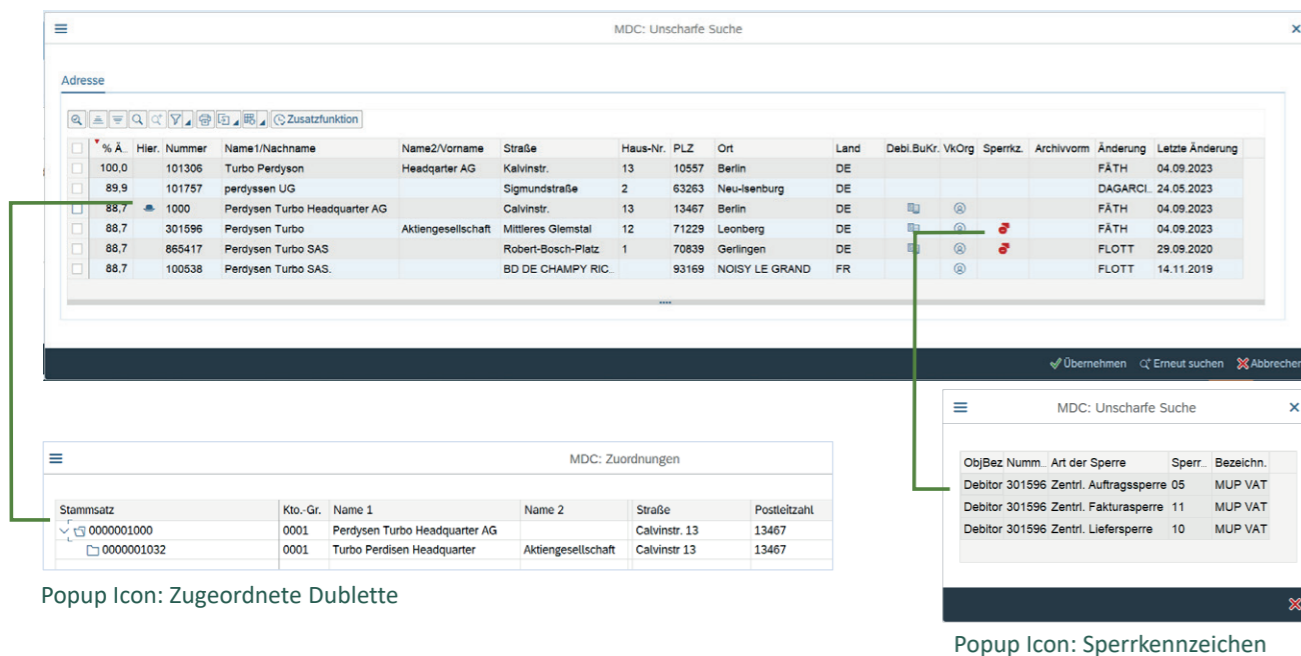 MDC: Unscharfe Suche
Adresse
Zusatzfunktion
% Ä.. Hier. Nummer Name1/Nachname Name2/Vorname Straße Haus-Nr. PLZ Ort Land Debi.BuKr. VkOrg Sperrkz. Archivvorm Änderung Letzte Änderung
100,0 101306 Turbo Perdyson Headqarter AG Kalvinstr. 13 10557 Berlin DE FÄTH 04.09.2023
89,9 101757 perdyssen UG Sigmundstraße 2 63263 Neu-Isenburg DE DAGARCI.. 24.05.2023
88,7 1000 Perdysen Turbo Headquarter AG Calvinstr. 13 13467 Berlin DE FÄTH 04.09.2023
88,7 301596 Perdysen Turbo Aktiengesellschaft Mittleres Glemstal 12 71229 Leonberg DE FÄTH 04.09.2023
88,7 865417 Perdysen Turbo SAS Robert-Bosch-Platz 1 70839 Gerlingen DE FLOTT 29.09.2020
88,7 100538 Perdysen Turbo SAS. BD DE CHAMPY RIC.. 93169 NOISY LE GRAND FR FLOTT 14.11.2019
Übernehmen Erneut suchen Abbrechen
MDC: Zuordnungen
Stammsatz Kto.-Gr. Name 1 Name 2 Straße Postleitzahl
0000001000 0001 Perdysen Turbo Headquarter AG Calvinstr. 13 13467
0000001032 0001 Turbo Perdisen Headquarter Aktiengesellschaft Calvinstr 13 13467
Popup Icon: Zugeordnete Dublette
MDC: Unscharfe Suche
ObjBez Numm.. Art der Sperre Sperr.. Bezeichn.
Debitor 301596 Zentrl. Auftragssperre 05 MUP VAT
Debitor 301596 Zentrl. Fakturasperre 11 MUP VAT
Debitor 301596 Zentrl. Liefersperre 10 MUP VAT
Popup Icon: Sperrkennzeichen